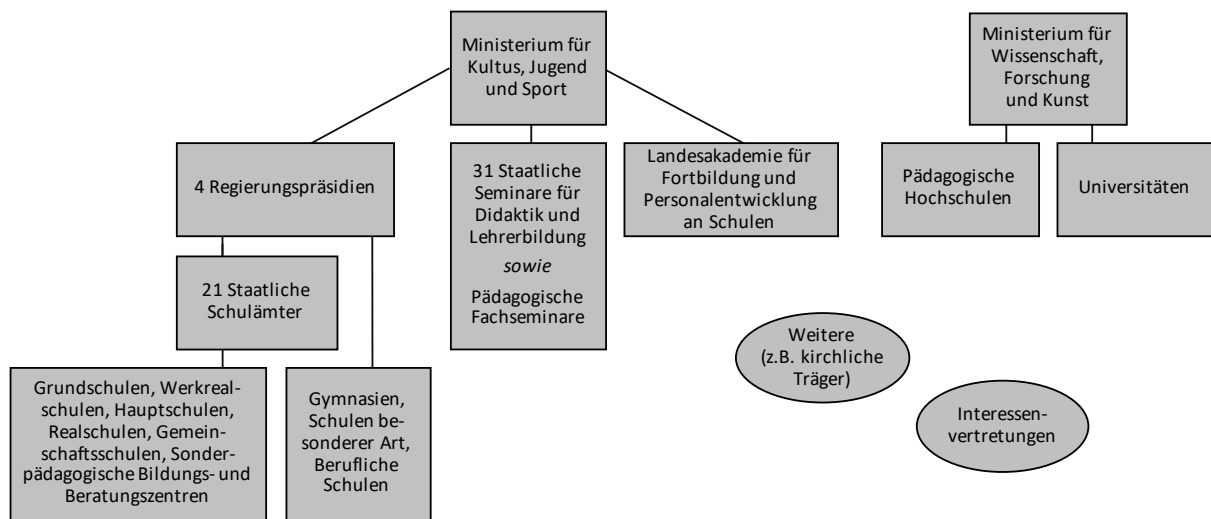 Ministerium für
Kultus, Jugend
und Sport
Ministerium für
Wissenschaft,
Forschung
und Kunst
4 Regierungspräsidien
31 Staatliche
Seminare für
Didaktik und
Lehrerbildung
sowie
Pädagogische
Fachseminare
Landesakademie für
Fortbildung und
Personalentwicklung
an Schulen
Pädagogische
Hochschulen
Universitäten
21 Staatliche
Schulämter
Weitere
(z.B. kirchliche
Träger)
Interessen-
vertretungen
Grundschulen, Werkreal-
schulen, Hauptschulen,
Realschulen, Gemein-
schaftsschulen, Sonder-
pädagogische Bildungs- und
Beratungszentren
Gymnasien,
Schulen be-
sonderer Art,
Berufliche
Schulen